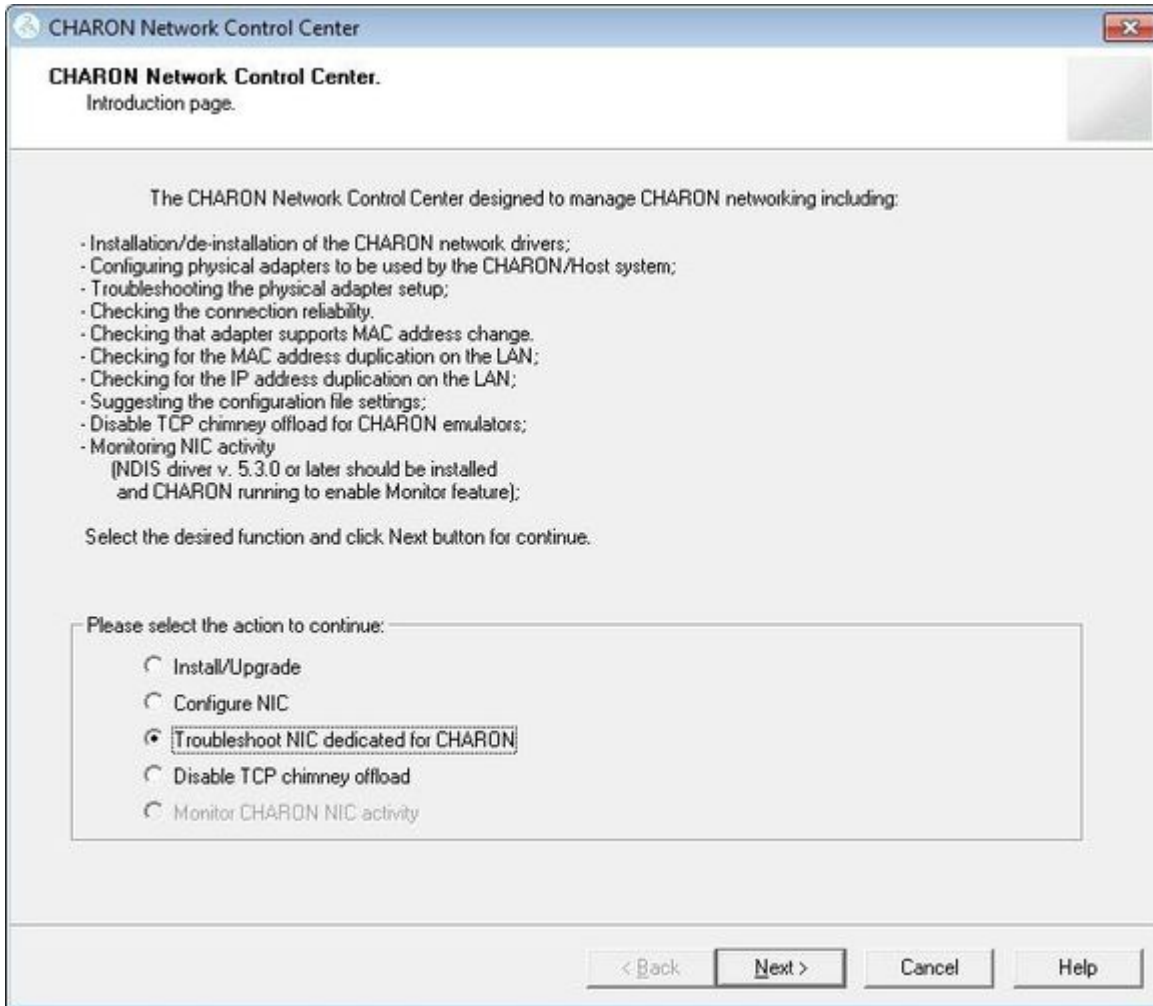 CHARON Network Control Center
CHARON Network Control Center.
Introduction page.
The CHARON Network Control Center designed to manage CHARON networking including:
- Installation/de-installation of the CHARON network drivers;
- Configuring physical adapters to be used by the CHARON/Host system;
- Troubleshooting the physical adapter setup;
- Checking the connection reliability.
- Checking that adapter supports MAC address change.
- Checking for the MAC address duplication on the LAN;
- Checking for the IP address duplication on the LAN;
- Suggesting the configuration file settings;
- Disable TCP chimney offload for CHARON emulators;
- Monitoring NIC activity
(NDIS driver v. 5.3.0 or later should be installed
and CHARON running to enable Monitor feature);
Select the desired function and click Next button for continue.
Please select the action to continue:
Install/Upgrade
Configure NIC
Troubleshoot NIC dedicated for CHARON
Disable TCP chimney offload
Monitor CHARON NIC activity
< Back Next > Cancel Help